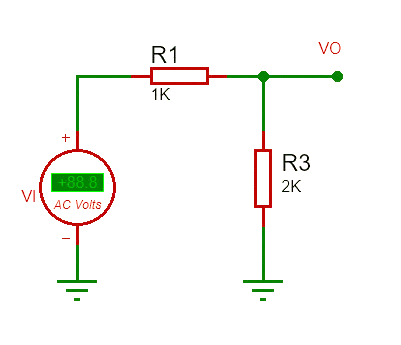 VO
R1
1K
R3
2K
+
+88.8
VI
AC Volts
−